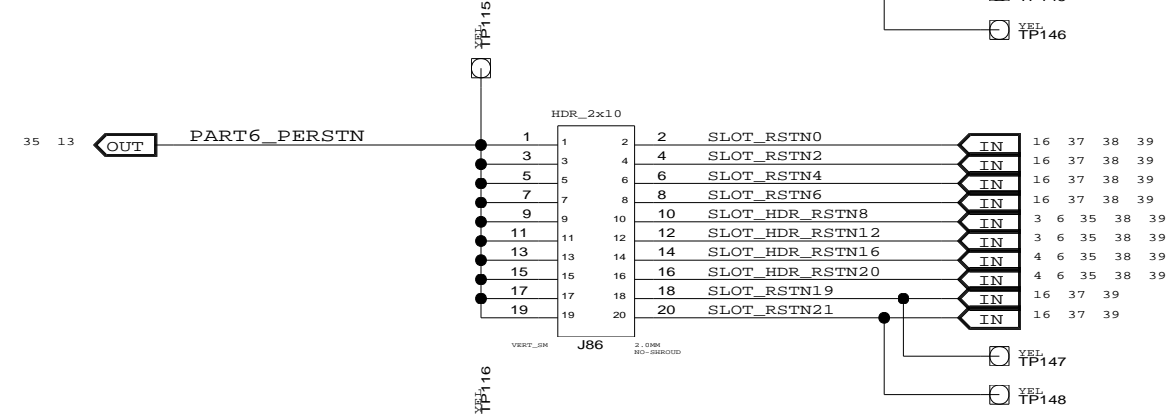 YEL
TP115
YEL
TP146
HDR_2x10
35 13 OUT PART6_PERSTN
1 1 2 2 SLOT_RSTN0 IN 16 37 38 39
3 3 4 4 SLOT_RSTN2 IN 16 37 38 39
5 5 6 6 SLOT_RSTN4 IN 16 37 38 39
7 7 8 8 SLOT_RSTN6 IN 16 37 38 39
9 9 10 10 SLOT_HDR_RSTN8 IN 3 6 35 38 39
11 11 12 12 SLOT_HDR_RSTN12 IN 3 6 35 38 39
13 13 14 14 SLOT_HDR_RSTN16 IN 4 6 35 38 39
15 15 16 16 SLOT_HDR_RSTN20 IN 4 6 35 38 39
17 17 18 18 SLOT_RSTN19 IN 16 37 39
19 19 20 20 SLOT_RSTN21 IN 16 37 39
VERT_SM J86 2.0MM
NO-SHROUD
YEL
TP147
YEL
TP116
YEL
TP148